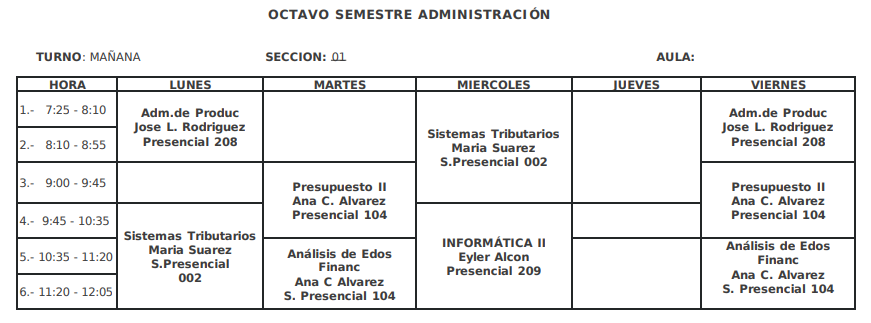 OCTAVO SEMESTRE ADMINISTRACIÓN
TURNO: MAÑANA SECCION: 01 AULA:
HORA LUNES MARTES MIERCOLES JUEVES VIERNES
1.- 7:25 - 8:10
2.- 8:10 - 8:55
3.- 9:00 - 9:45
4.- 9:45 - 10:35
5.- 10:35 - 11:20
6.- 11:20 - 12:05
Adm.de Produc
Jose L. Rodriguez
Presencial 208
Sistemas Tributarios
Maria Suarez
S.Presencial
002
Presupuesto II
Ana C. Alvarez
Presencial 104
Análisis de Edos
Financ
Ana C Alvarez
S. Presencial 104
Sistemas Tributarios
Maria Suarez
S.Presencial 002
INFORMÁTICA II
Eyler Alcon
Presencial 209
Adm.de Produc
Jose L. Rodriguez
Presencial 208
Presupuesto II
Ana C. Alvarez
Presencial 104
Análisis de Edos
Financ
Ana C. Alvarez
S. Presencial 104